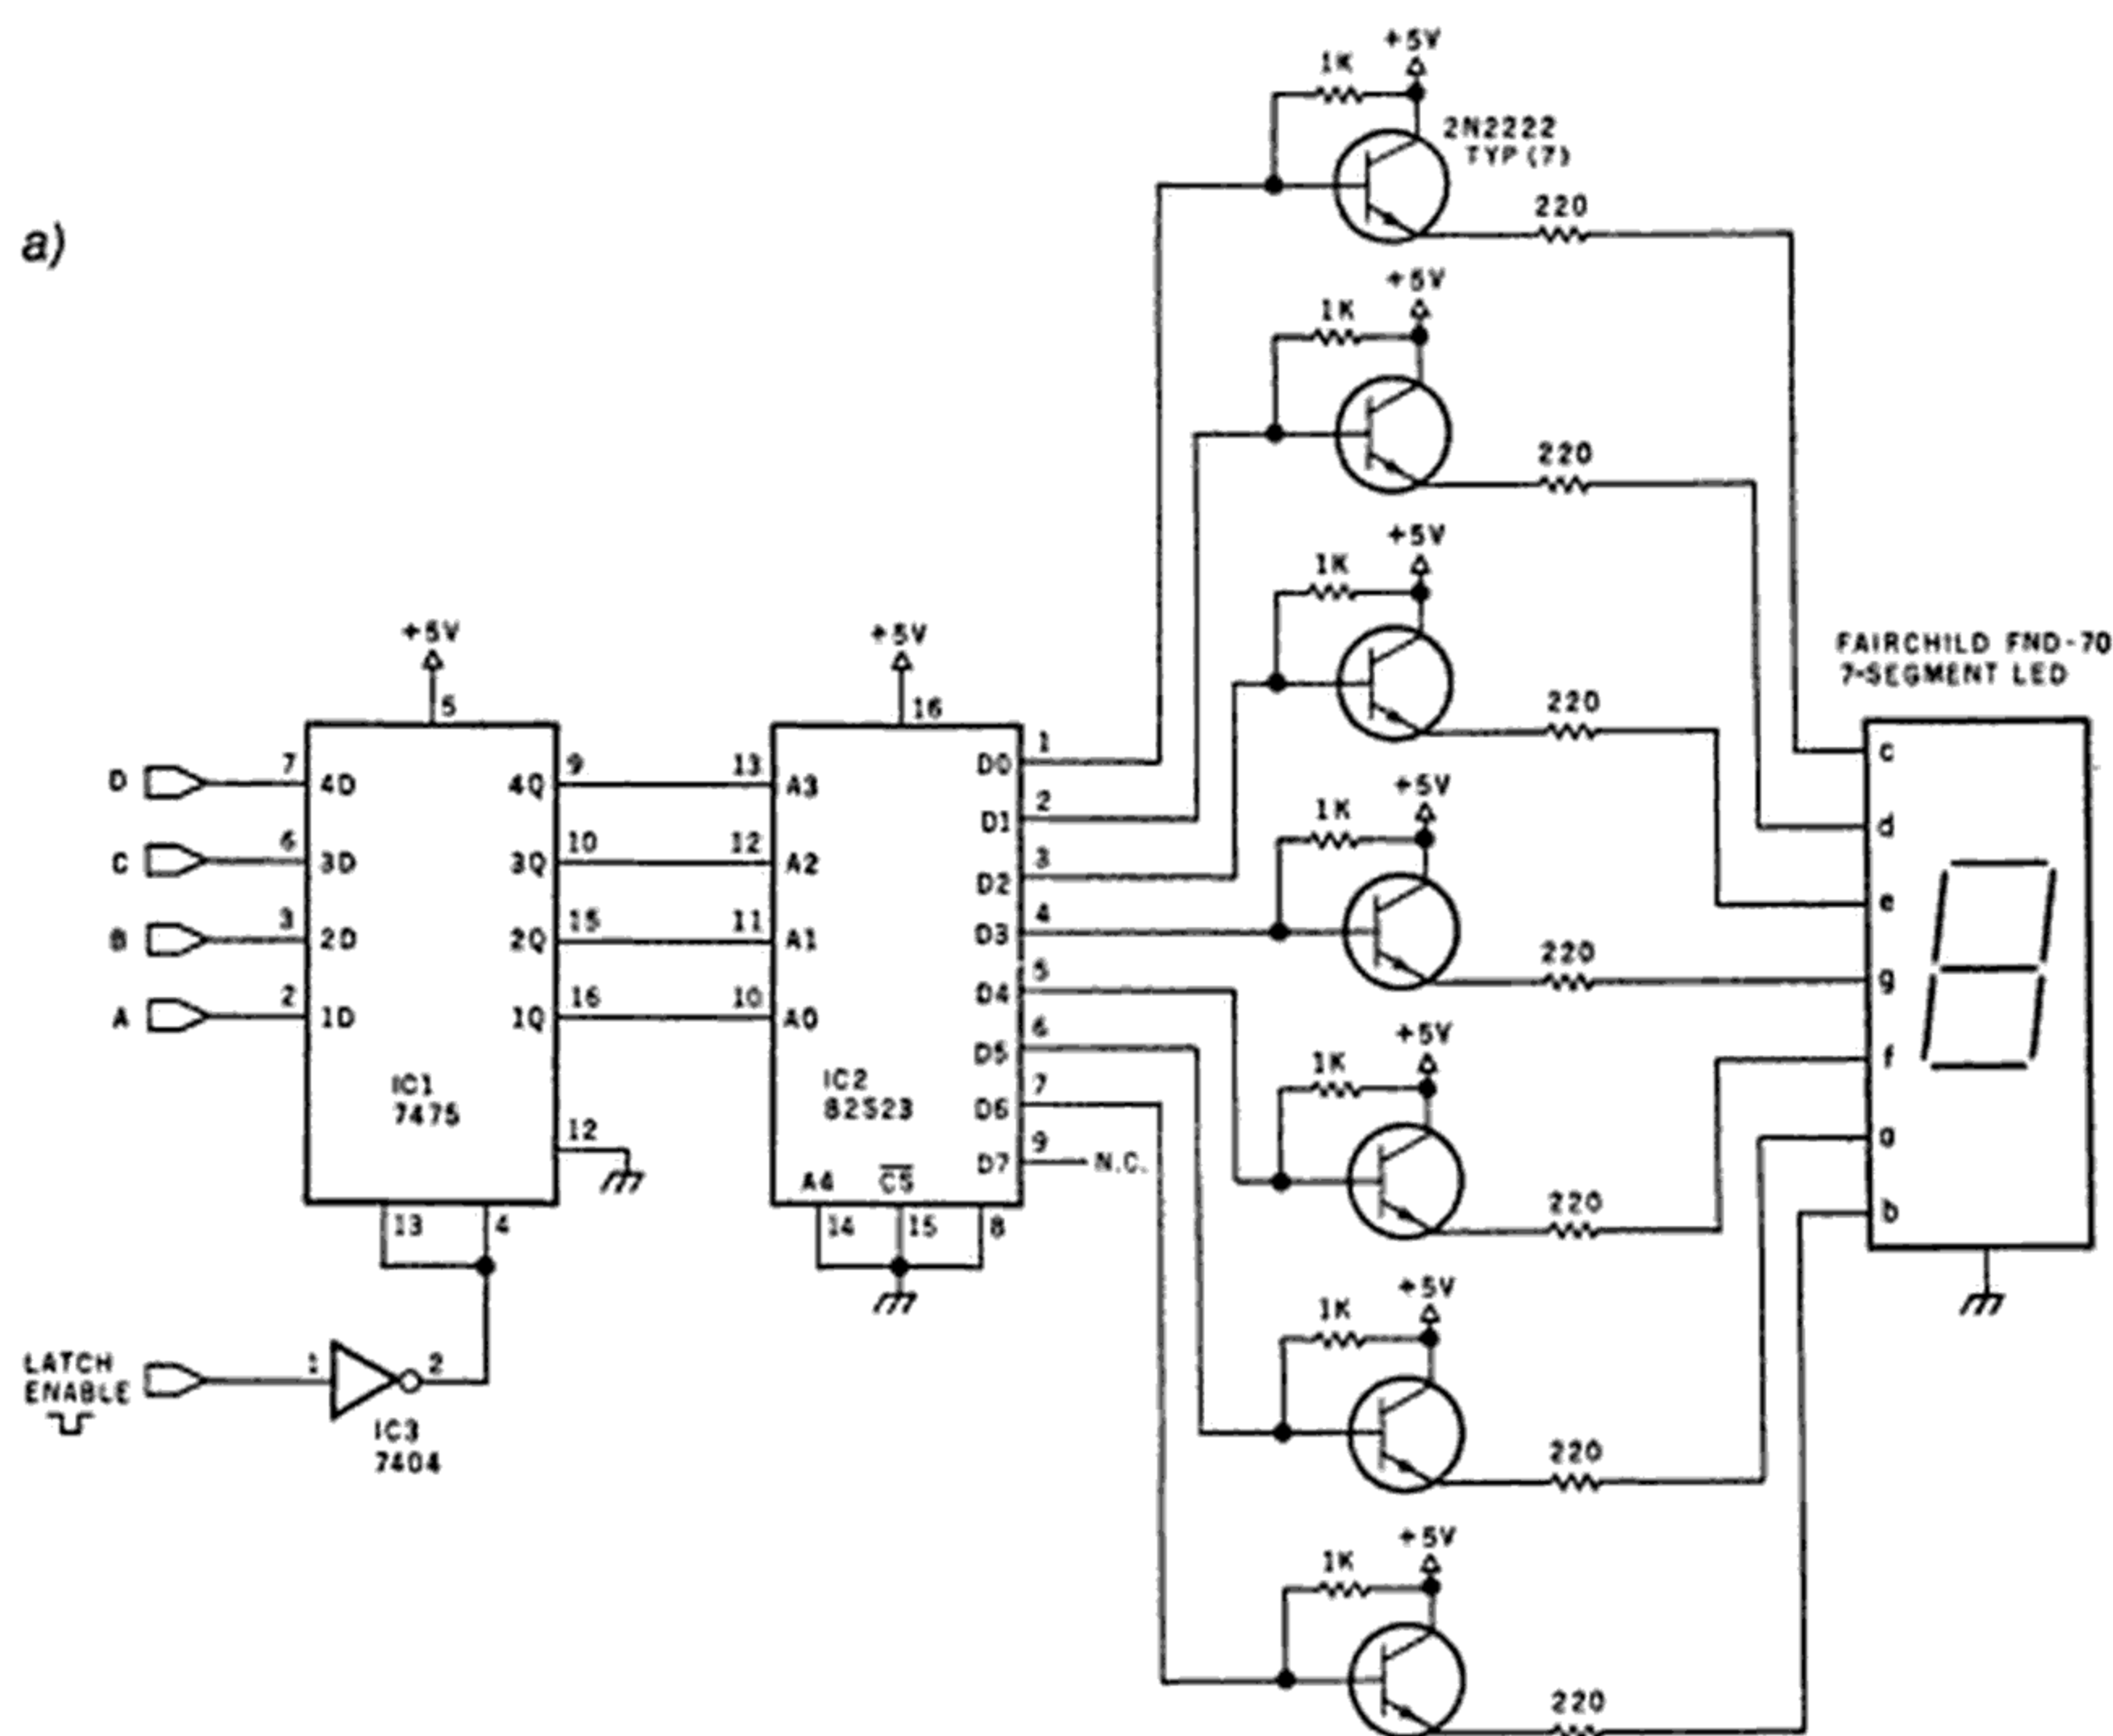 a)
+5V
1K
2N2222
TYP (7)
220
+5V
1K
220
+5V
1K
220
+5V
1K
220
+5V
1K
220
+5V
1K
220
+5V
1K
220
FAIRCHILD FND-70
7-SEGMENT LED
c
d
e
g
f
a
b
+5V
5
D 7 4D 4Q 9
C 6 3D 3Q 10
B 3 2D 2Q 15
A 2 1D 1Q 16
IC1
7475
12
13 4
LATCH
ENABLE
1 2
IC3
7404
+5V
16
13 A3
12 A2
11 A1
10 A0
IC2
82S23
D0 1
D1 2
D2 3
D3 4
D4 5
D5 6
D6 7
D7 9 N.C.
A4 CS
14 15 8